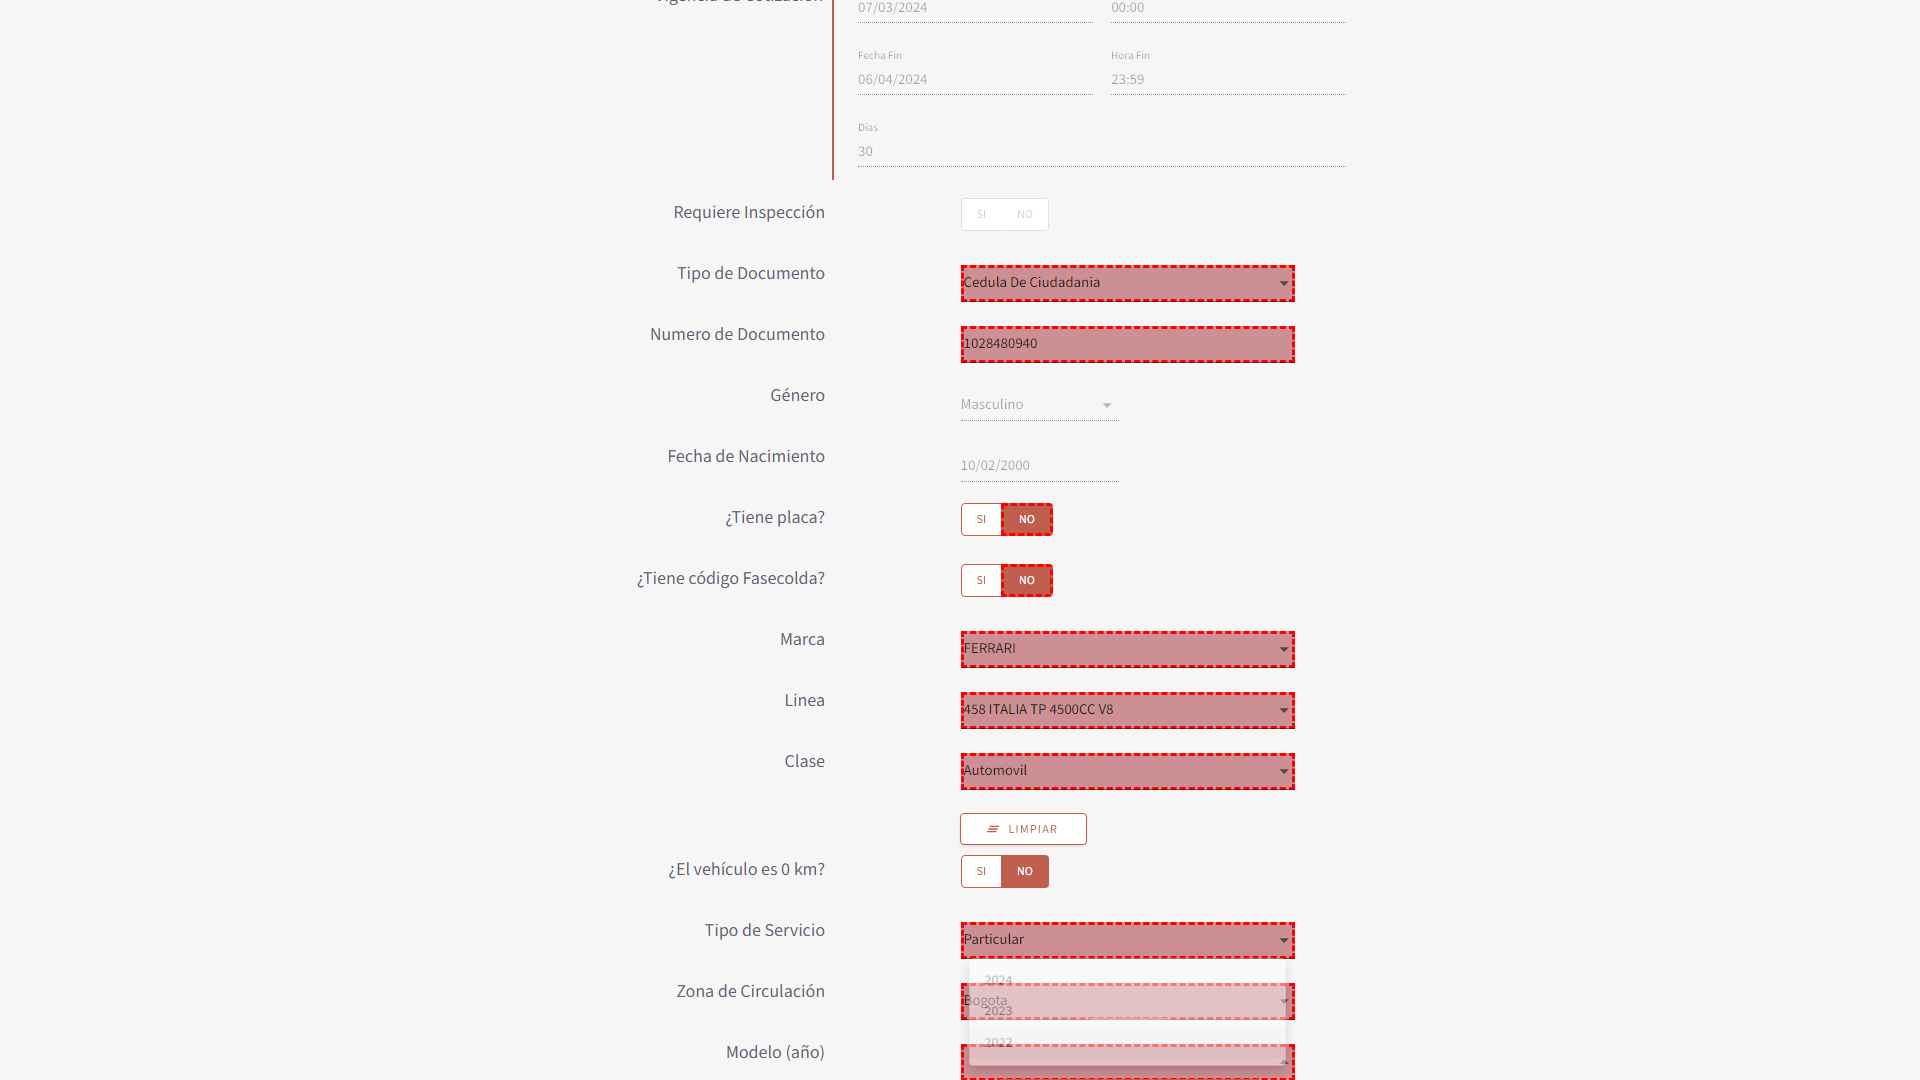 07/03/2024
00:00
Fecha Fin
Hora Fin
06/04/2024
23:59
Dias
30
Requiere Inspección
SI NO
Tipo de Documento
Cedula De Ciudadania
Numero de Documento
1028480940
Género
Masculino
Fecha de Nacimiento
10/02/2000
¿Tiene placa?
SI NO
¿Tiene código Fasecolda?
SI NO
Marca
FERRARI
Linea
458 ITALIA TP 4500CC V8
Clase
Automovil
LIMPIAR
¿El vehículo es 0 km?
SI NO
Tipo de Servicio
Particular
2024
Zona de Circulación
Bogota
2023
2022
Modelo (año)